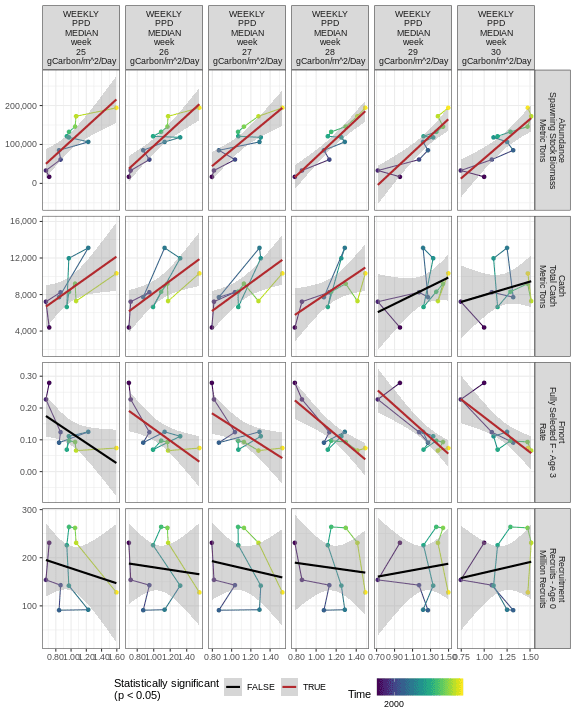 WEEKLY
PPD
MEDIAN
week
25
gCarbon/m^2/Day
WEEKLY
PPD
MEDIAN
week
26
gCarbon/m^2/Day
WEEKLY
PPD
MEDIAN
week
27
gCarbon/m^2/Day
WEEKLY
PPD
MEDIAN
week
28
gCarbon/m^2/Day
WEEKLY
PPD
MEDIAN
week
29
gCarbon/m^2/Day
WEEKLY
PPD
MEDIAN
week
30
gCarbon/m^2/Day
200,000
100,000
0
Abundance
Spawning Stock Biomass
Metric Tons
16,000
12,000
8,000
4,000
Catch
Total Catch
Metric Tons
0.30
0.20
0.10
0.00
Fmort
Fully Selected F - Age 3
Rate
300
200
100
Recruitment
Recruits - Age 0
Million Recruits
0.80 1.00 1.20 1.40 1.60
0.80 1.00 1.20 1.40
0.80 1.00 1.20 1.40
0.80 1.00 1.20 1.40
0.70 0.90 1.10 1.30 1.50
0.75 1.00 1.25 1.50
Statistically significant
(p < 0.05)
FALSE
TRUE
Time
2000